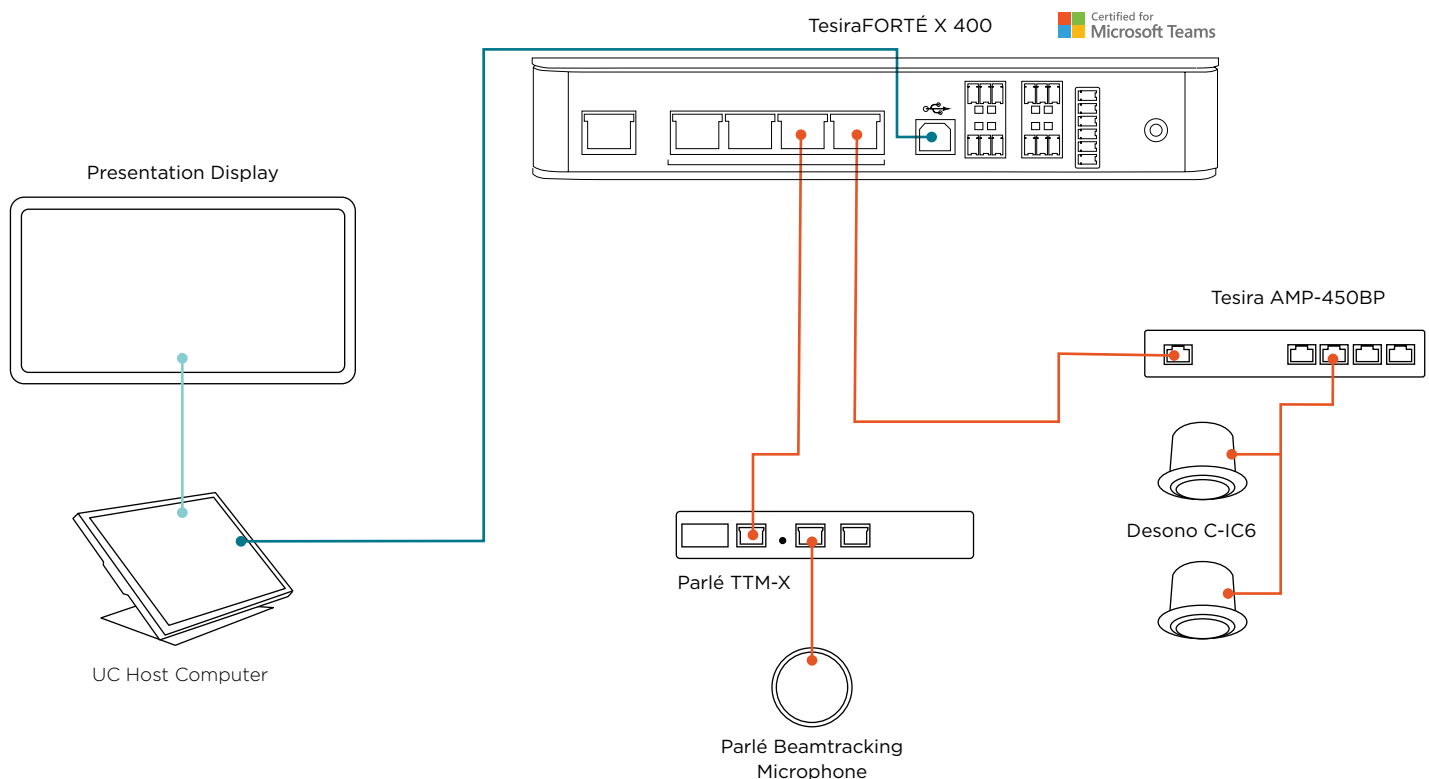 TesiraFORTÉ X 400
Certified for
Microsoft Teams
Presentation Display
Tesira AMP-450BP
Desono C-IC6
Parlé TTM-X
UC Host Computer
Parlé Beamtracking
Microphone